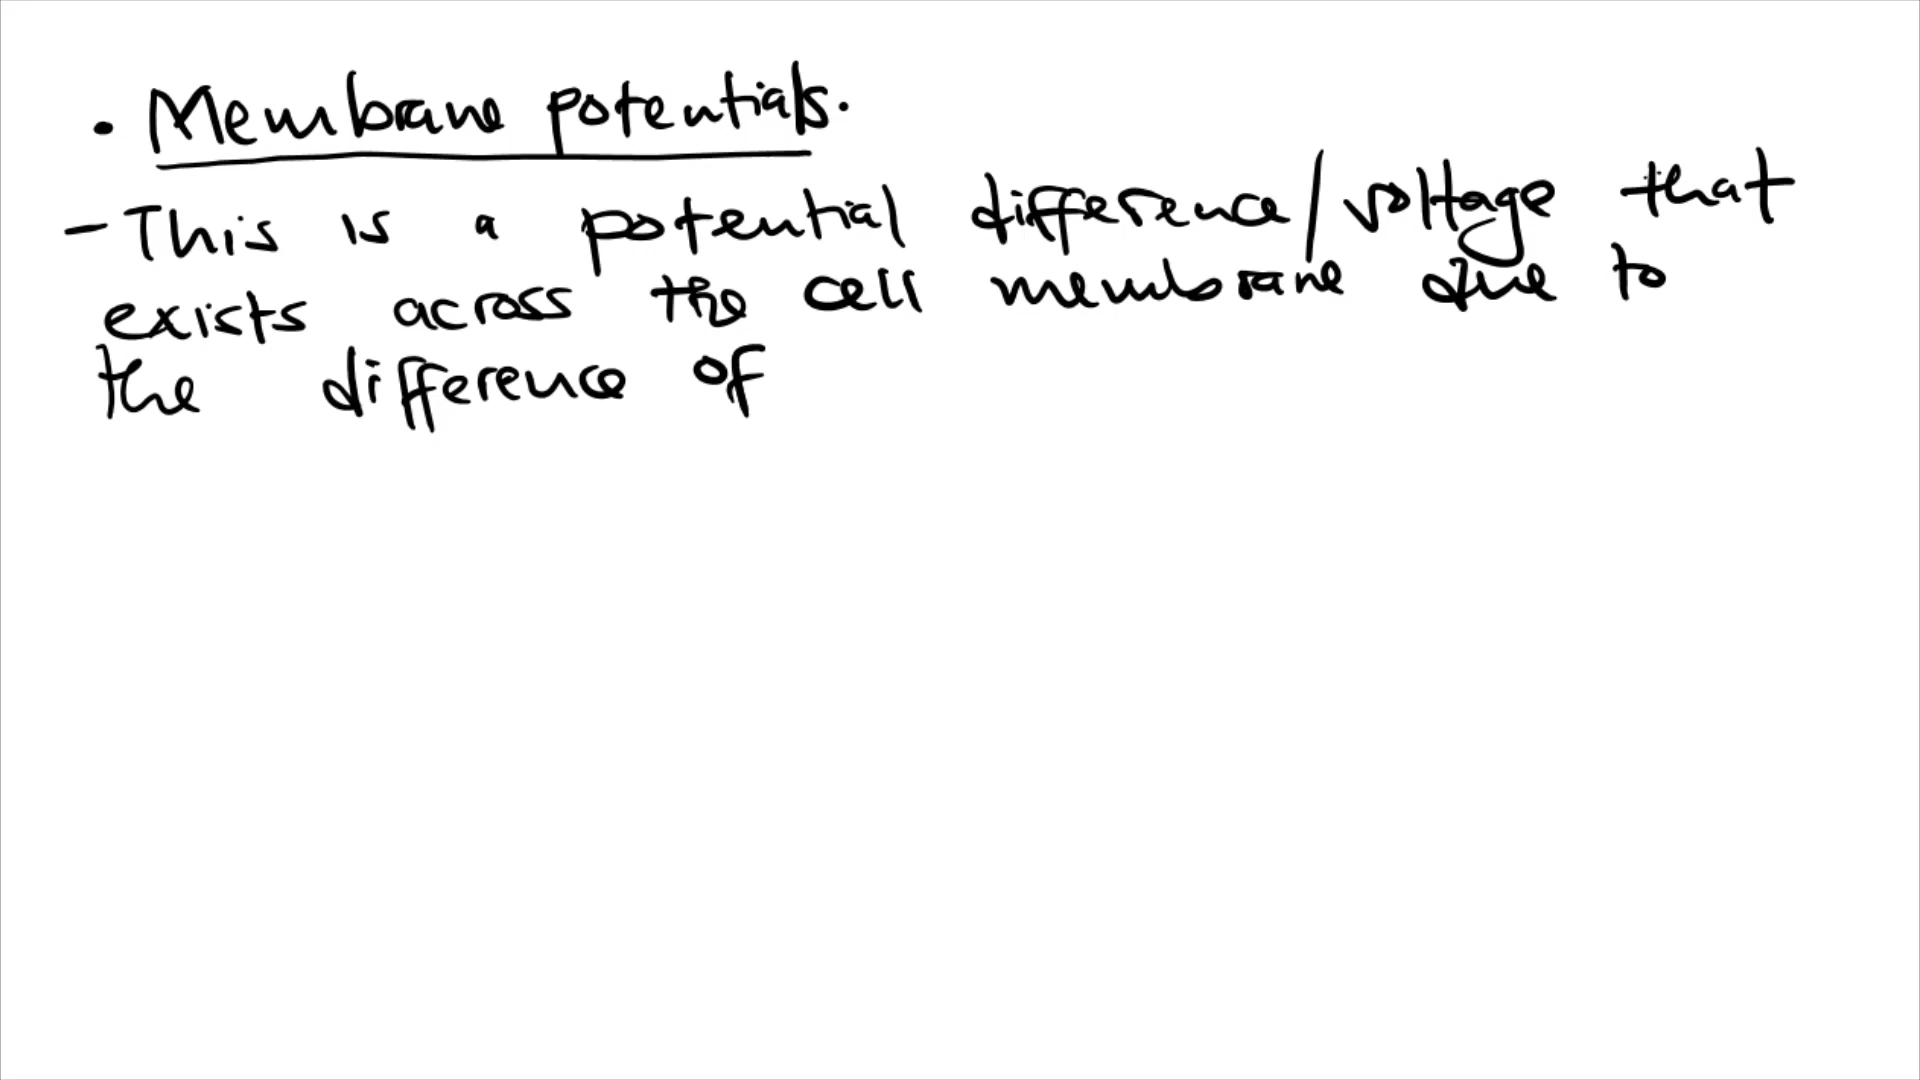 • Membrane potentials.
- This is a potential difference/voltage that
exists across the cell membrane due to
the difference of